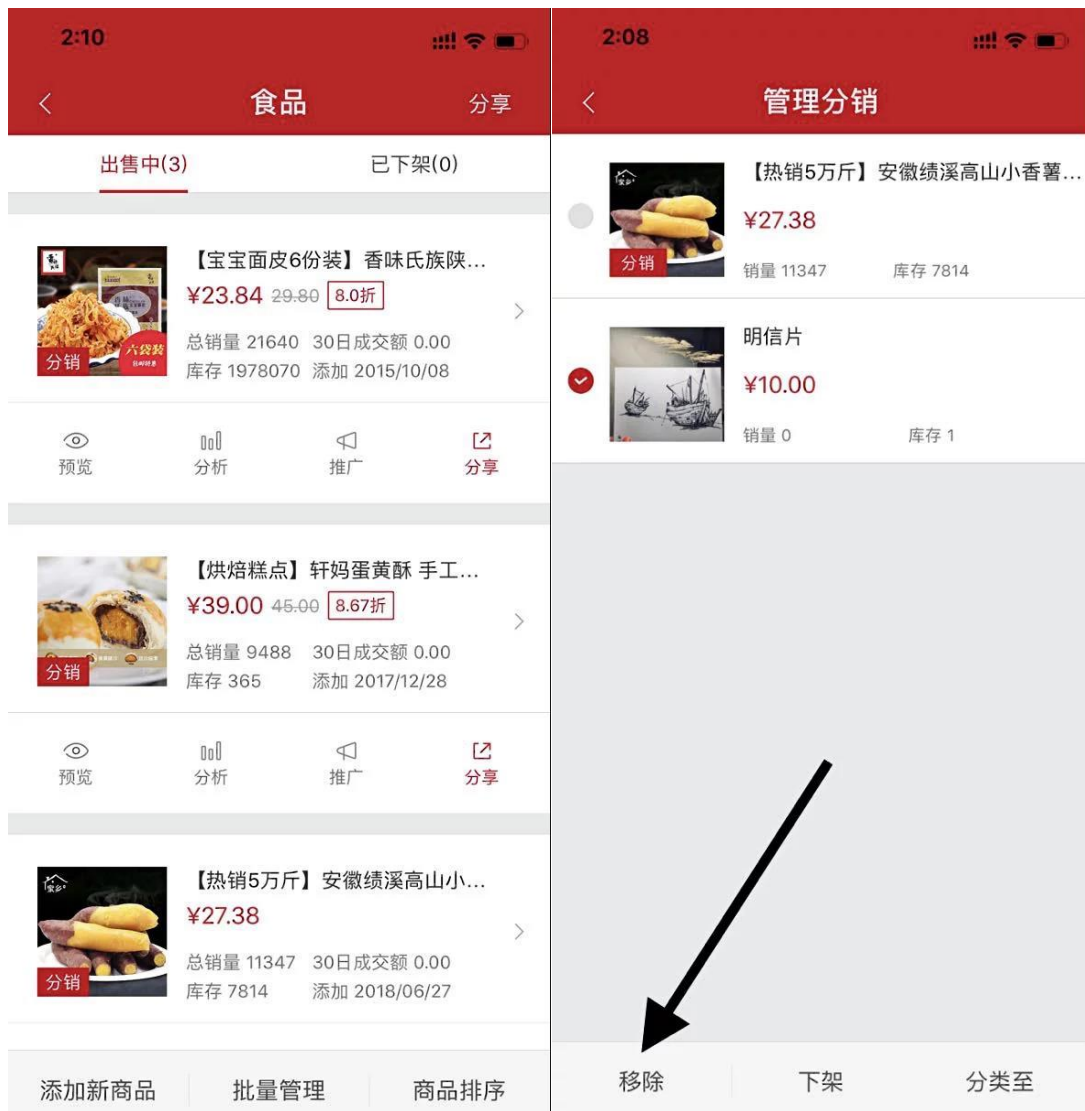 2:10
食品
分享
出售中(3)
已下架(0)
【宝宝面皮6份装】香味氏族陕...
¥23.84 29.80 8.0折
总销量 21640 30日成交额 0.00
库存 1978070 添加 2015/10/08
分销
六袋装
预览
分析
推广
分享
【烘焙糕点】轩妈蛋黄酥 手工...
¥39.00 45.00 8.67折
总销量 9488 30日成交额 0.00
库存 365 添加 2017/12/28
分销
预览
分析
推广
分享
家乡
【热销5万斤】安徽绩溪高山小...
¥27.38
总销量 11347 30日成交额 0.00
库存 7814 添加 2018/06/27
分销
添加新商品
批量管理
商品排序
2:08
管理分销
家乡
【热销5万斤】安徽绩溪高山小香薯...
¥27.38
销量 11347 库存 7814
分销
明信片
¥10.00
销量 0 库存 1
移除
下架
分类至